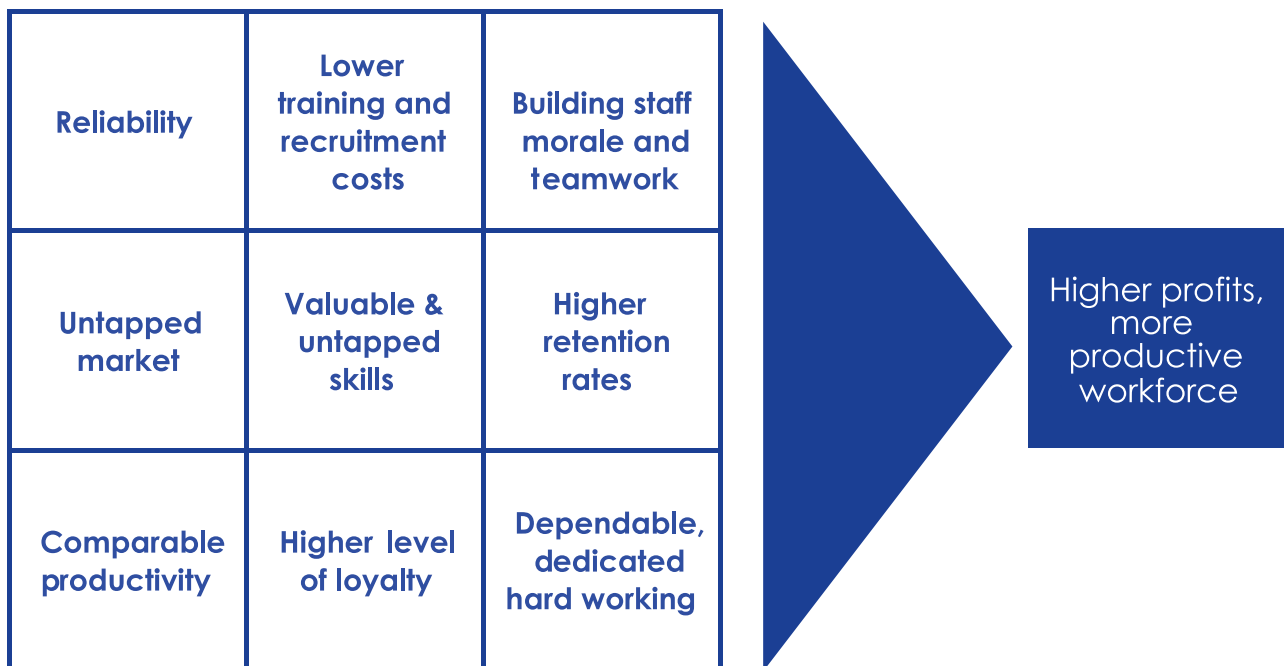 Reliability
Lower
training and
recruitment
costs
Building staff
morale and
teamwork
Untapped
market
Valuable &
untapped
skills
Higher
retention
rates
Comparable
productivity
Higher level
of loyalty
Dependable,
dedicated
hard working
Higher profits,
more
productive
workforce